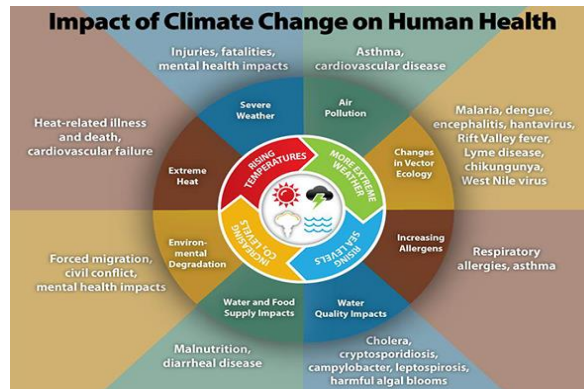 Impact of Climate Change on Human Health
Injuries, fatalities,
mental health impacts
Asthma,
cardiovascular disease
Severe
Weather
Air
Pollution
Heat-related illness
and death,
cardiovascular failure
Extreme
Heat
Malaria, dengue,
encephalitis, hantavirus,
Rift Valley fever,
Lyme disease,
chikungunya,
West Nile virus
Changes
in Vector
Ecology
RISING
TEMPERATURES
MORE EXTREME
WEATHER
INCREASING
CO2 LEVELS
RISING
SEA LEVELS
Forced migration,
civil conflict,
mental health impacts
Environ-
mental
Degradation
Increasing
Allergens
Respiratory
allergies, asthma
Water and Food
Supply Impacts
Water
Quality Impacts
Malnutrition,
diarrheal disease
Cholera,
cryptosporidiosis,
campylobacter, leptospirosis,
harmful algal blooms